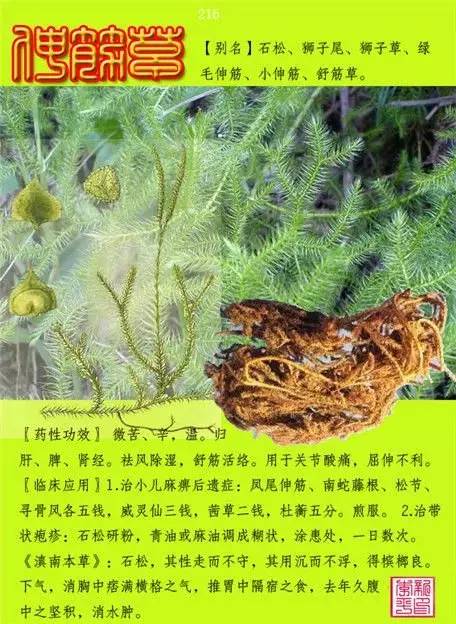 216
伸筋草
【别名】石松、狮子尾、狮子草、绿
毛伸筋、小伸筋、舒筋草。
〖药性功效〗 微苦、辛，温。归
肝、脾、肾经。祛风除湿，舒筋活络。用于关节酸痛，屈伸不利。
〖临床应用〗1.治小儿麻痹后遗症：凤尾伸筋、南蛇藤根、松节、
寻骨风各五钱，威灵仙三钱，茜草二钱，杜蘅五分。煎服。 2.治带
状疱疹：石松研粉，青油或麻油调成糊状，涂患处，一日数次。
《滇南本草》：石松，其性走而不守，其用沉而不浮，得槟榔良。
下气，消胸中痞满横格之气，推胃中隔宿之食，去年久腹
中之坚积，消水肿。